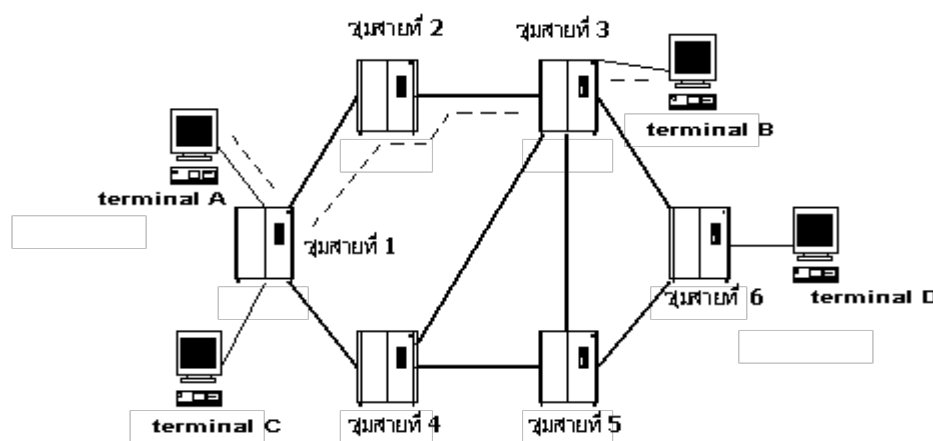 ชุมสายที่ 2
ชุมสายที่ 3
terminal B
terminal A
ชุมสายที่ 1
ชุมสายที่ 6
terminal D
terminal C
ชุมสายที่ 4
ชุมสายที่ 5